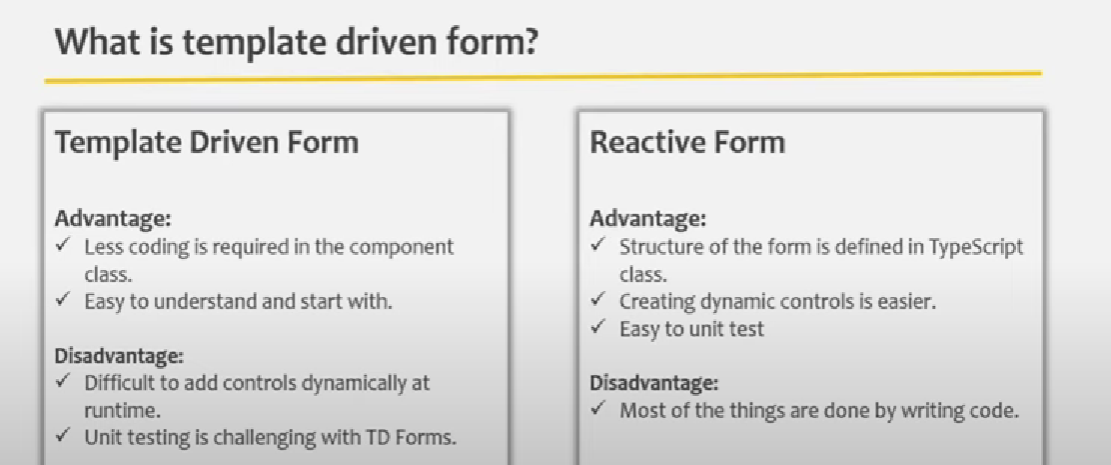 What is template driven form?
Template Driven Form
Advantage:
✓ Less coding is required in the component
class.
✓ Easy to understand and start with.
Disadvantage:
✓ Difficult to add controls dynamically at
runtime.
✓ Unit testing is challenging with TD Forms.
Reactive Form
Advantage:
✓ Structure of the form is defined in TypeScript
class.
✓ Creating dynamic controls is easier.
✓ Easy to unit test
Disadvantage:
✓ Most of the things are done by writing code.